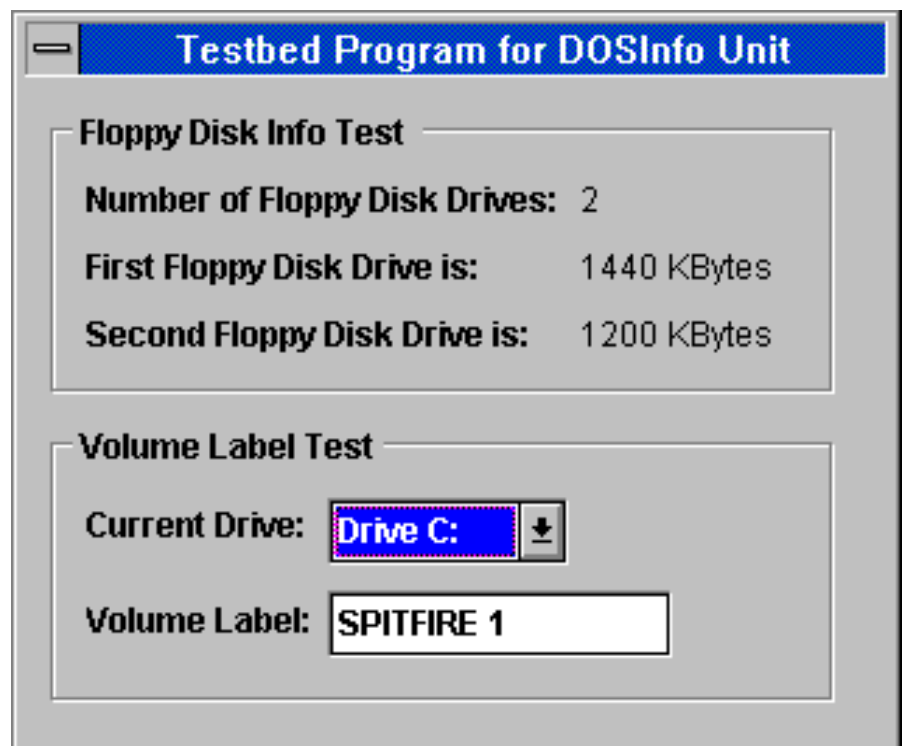 Testbed Program for DOSInfo Unit
Floppy Disk Info Test
Number of Floppy Disk Drives: 2
First Floppy Disk Drive is: 1440 KBytes
Second Floppy Disk Drive is: 1200 KBytes
Volume Label Test
Current Drive: Drive C:
Volume Label: SPITFIRE 1